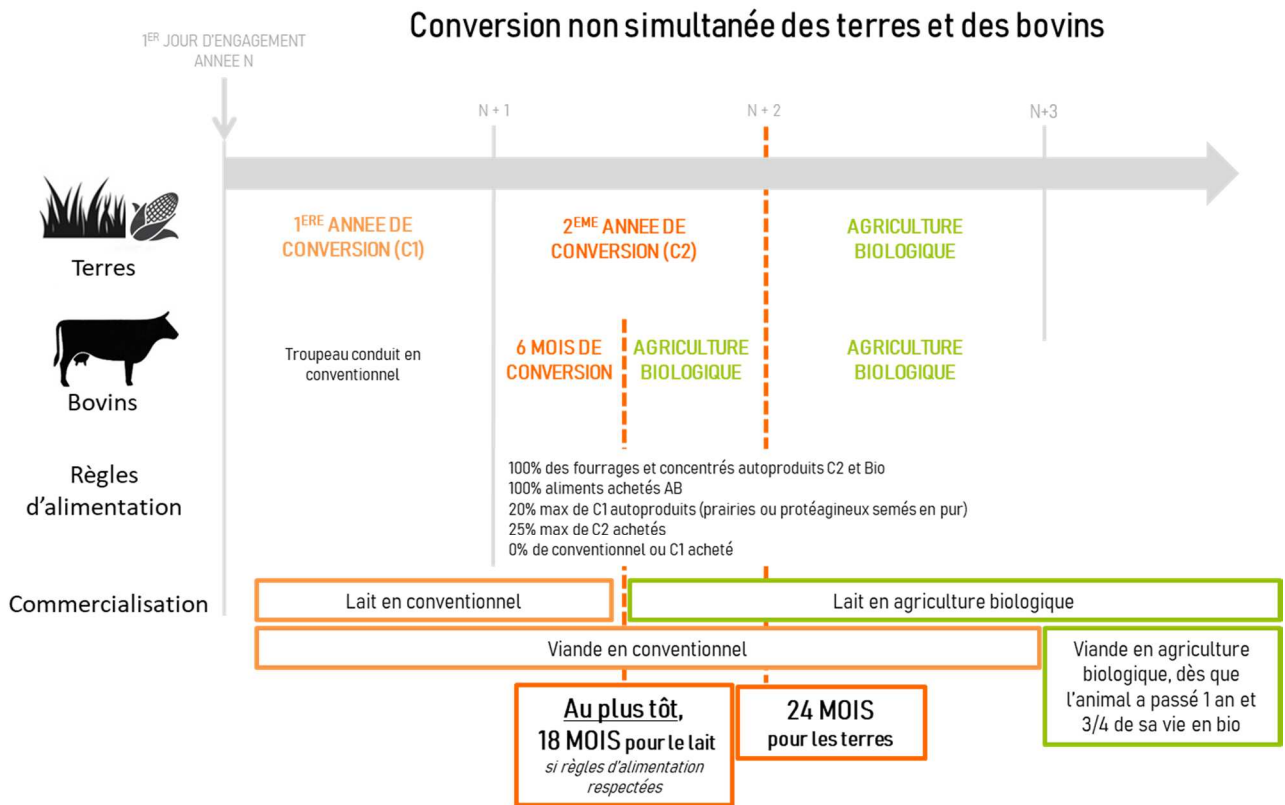 Conversion non simultanée des terres et des bovins
1ER JOUR D'ENGAGEMENT
ANNEE N
N + 1
N + 2
N+3
Terres
1ERE ANNEE DE
CONVERSION (C1)
2EME ANNEE DE
CONVERSION (C2)
AGRICULTURE
BIOLOGIQUE
Bovins
Troupeau conduit en
conventionnel
6 MOIS DE
CONVERSION
AGRICULTURE
BIOLOGIQUE
AGRICULTURE
BIOLOGIQUE
Règles
d'alimentation
100% des fourrages et concentrés autoproduits C2 et Bio
100% aliments achetés AB
20% max de C1 autoproduits (prairies ou protéagineux semés en pur)
25% max de C2 achetés
0% de conventionnel ou C1 acheté
Commercialisation
Lait en conventionnel
Lait en agriculture biologique
Viande en conventionnel
Viande en agriculture
biologique, dès que
l'animal a passé 1 an et
3/4 de sa vie en bio
Au plus tôt,
18 MOIS pour le lait
si règles d'alimentation
respectées
24 MOIS
pour les terres